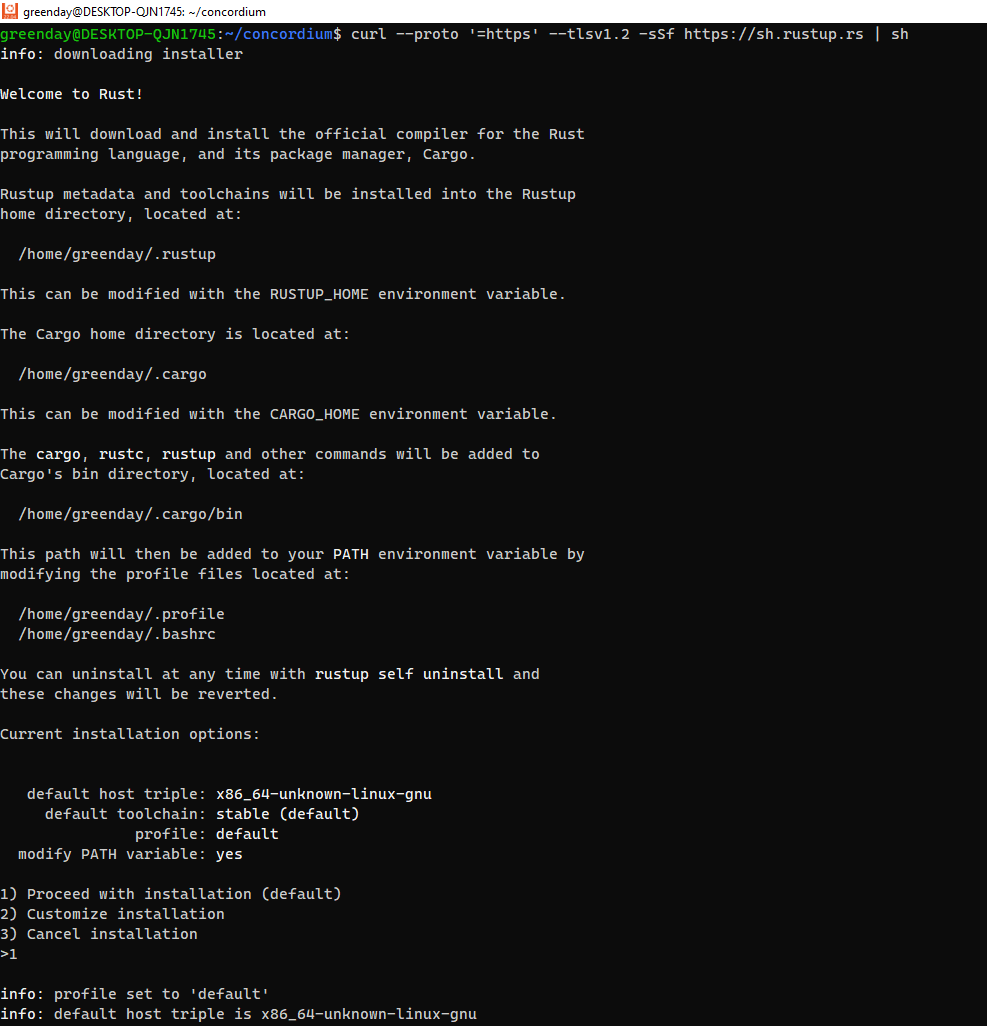 greenday@DESKTOP-QJN1745: ~/concordium
greenday@DESKTOP-QJN1745:~/concordium$ curl --proto '=https' --tlsv1.2 -sSf https://sh.rustup.rs | sh
info: downloading installer
Welcome to Rust!
This will download and install the official compiler for the Rust
programming language, and its package manager, Cargo.
Rustup metadata and toolchains will be installed into the Rustup
home directory, located at:
/home/greenday/.rustup
This can be modified with the RUSTUP_HOME environment variable.
The Cargo home directory is located at:
/home/greenday/.cargo
This can be modified with the CARGO_HOME environment variable.
The cargo, rustc, rustup and other commands will be added to
Cargo's bin directory, located at:
/home/greenday/.cargo/bin
This path will then be added to your PATH environment variable by
modifying the profile files located at:
/home/greenday/.profile
/home/greenday/.bashrc
You can uninstall at any time with rustup self uninstall and
these changes will be reverted.
Current installation options:
default host triple: x86_64-unknown-linux-gnu
default toolchain: stable (default)
profile: default
modify PATH variable: yes
1) Proceed with installation (default)
2) Customize installation
3) Cancel installation
>1
info: profile set to 'default'
info: default host triple is x86_64-unknown-linux-gnu